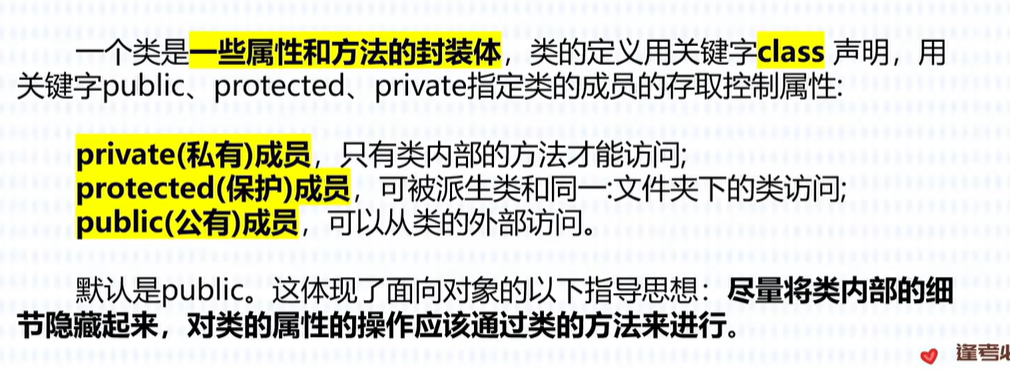 一个类是一些属性和方法的封装体，类的定义用关键字class 声明，用
关键字public、protected、private指定类的成员的存取控制属性:
private(私有)成员，只有类内部的方法才能访问;
protected(保护)成员，可被派生类和同一:文件夹下的类访问;
public(公有)成员，可以从类的外部访问。
默认是public。这体现了面向对象的以下指导思想：尽量将类内部的细
节隐藏起来，对类的属性的操作应该通过类的方法来进行。
逢考必